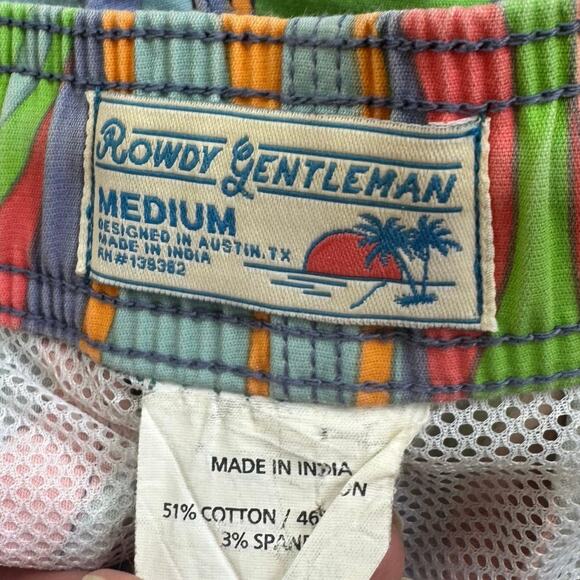 ROWDY GENTLEMAN
MEDIUM
DESIGNED IN AUSTIN, TX
MADE IN INDIA
RN#139382
MADE IN INDIA
51% COTTON / 46%
3% SPAN